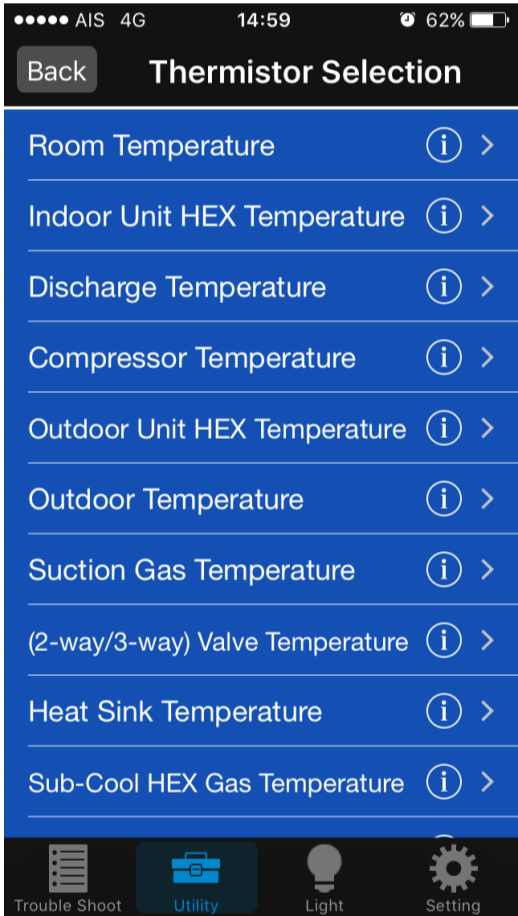 AIS 4G 14:59 62%
Back Thermistor Selection
Room Temperature
Indoor Unit HEX Temperature
Discharge Temperature
Compressor Temperature
Outdoor Unit HEX Temperature
Outdoor Temperature
Suction Gas Temperature
(2-way/3-way) Valve Temperature
Heat Sink Temperature
Sub-Cool HEX Gas Temperature
Trouble Shoot Utility Light Setting